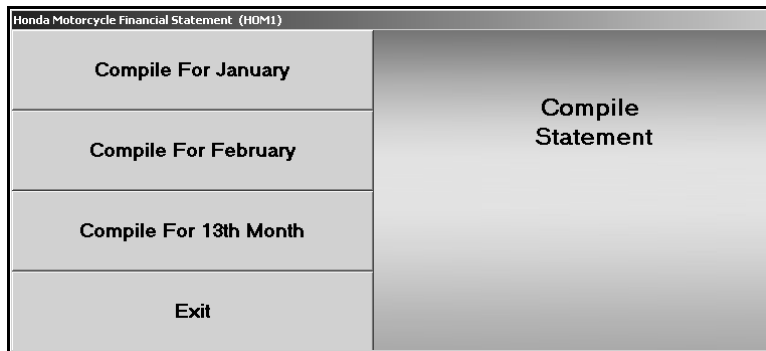 Honda Motorcycle Financial Statement (HOM1)
Compile For January
Compile For February
Compile For 13th Month
Exit
Compile
Statement